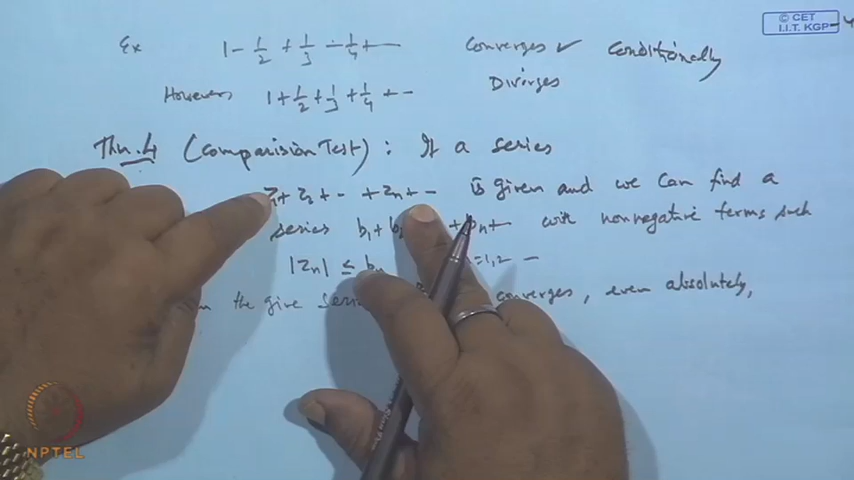 © CET
I.I.T. KGP
Ex 1 - 1/2 + 1/3 - 1/4 + — Converges ✓ Conditionally
However 1 + 1/2 + 1/3 + 1/4 + - - Diverges
Thm. 4 (Comparision Test) : If a series
z₁ + z₂ + - - + zn + - is given and we can find a
series b₁ + b + bn + with nonnegative terms such
|zn| ≤ bn = 1, 2 - - -
the give series converges, even absolutely,
NPTEL